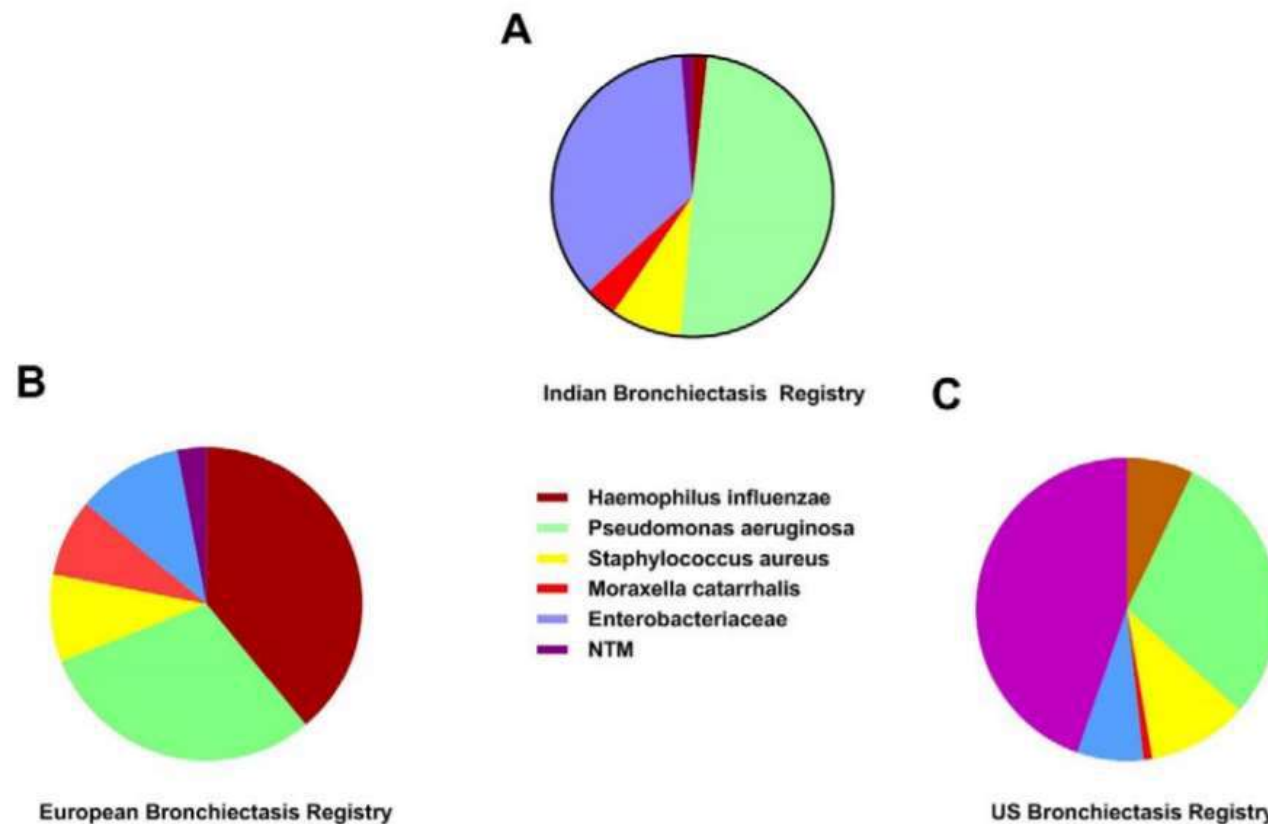 A
Indian Bronchiectasis Registry
B
C
Haemophilus influenzae
Pseudomonas aeruginosa
Staphylococcus aureus
Moraxella catarrhalis
Enterobacteriaceae
NTM
European Bronchiectasis Registry
US Bronchiectasis Registry